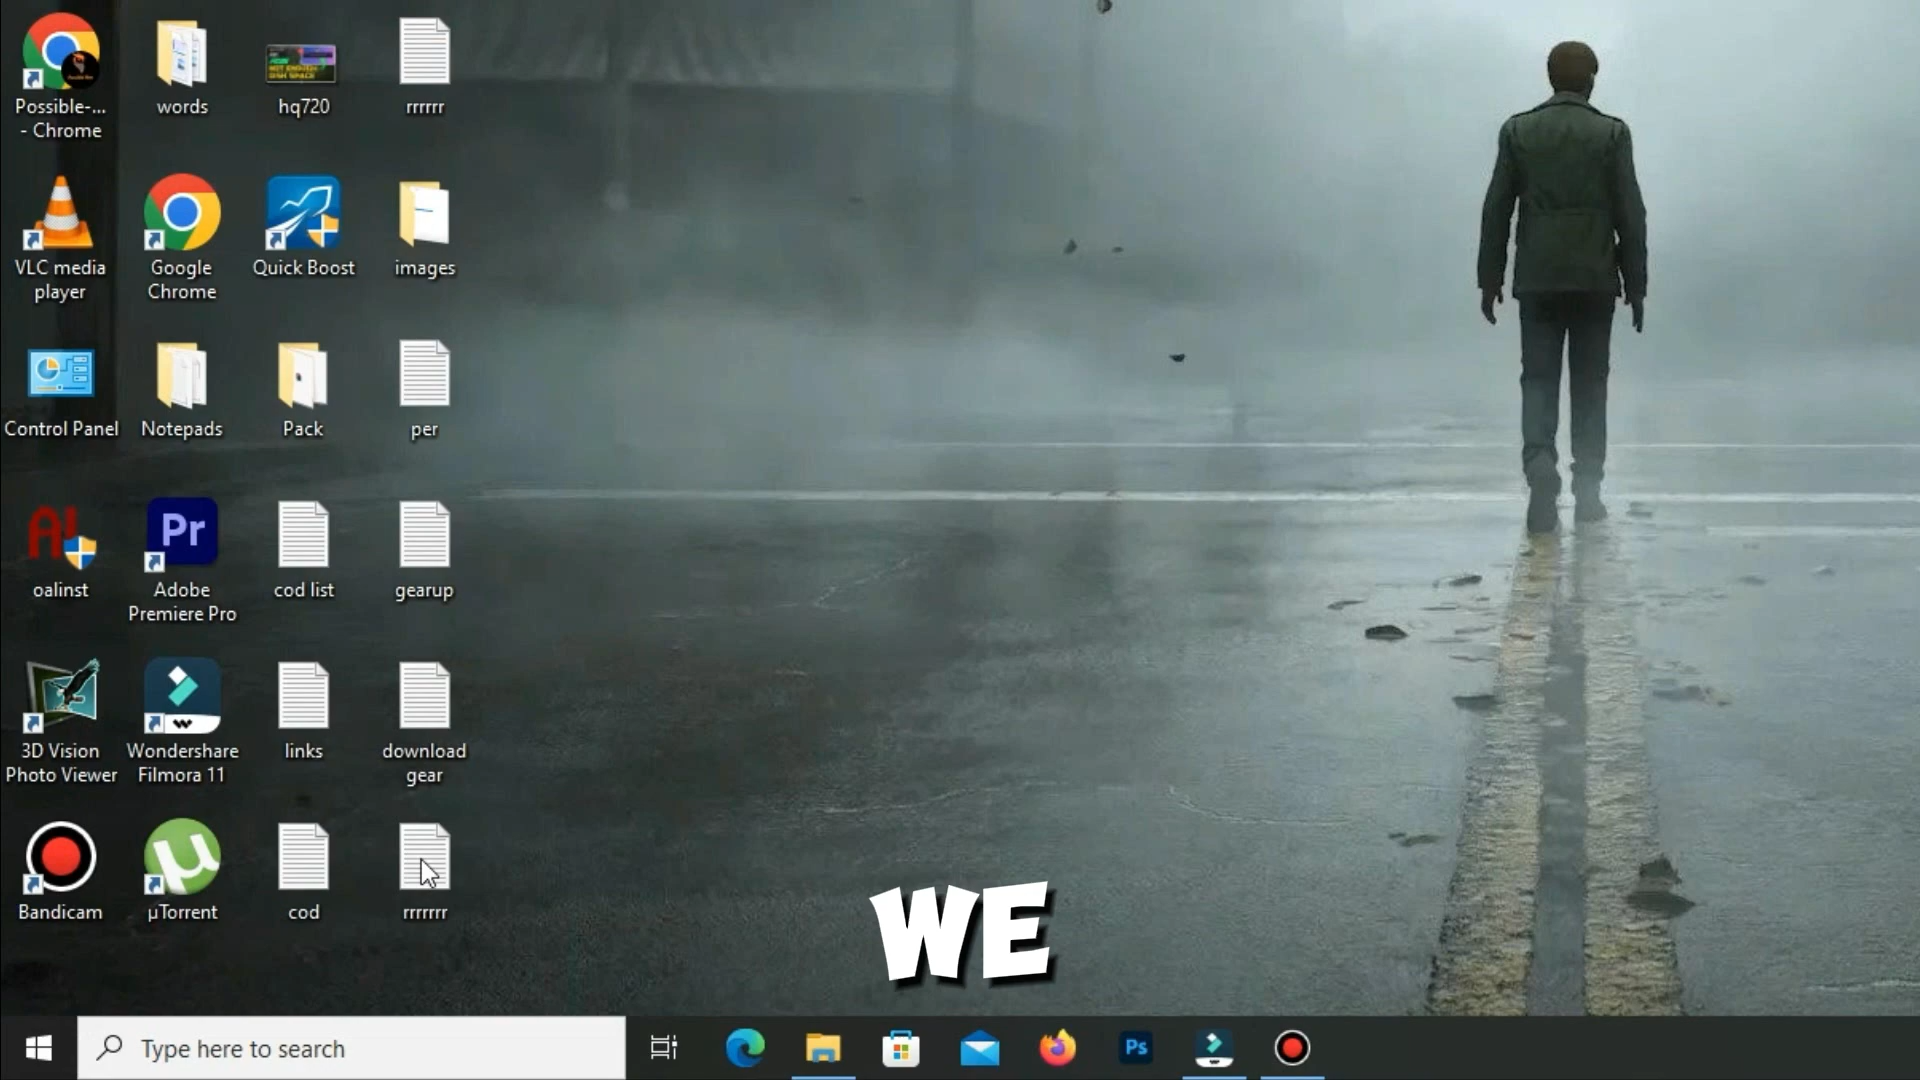 Possible-...
- Chrome
words
hq720
rrrrrr
VLC media
player
Google
Chrome
Quick Boost
images
Control Panel
Notepads
Pack
per
oalinst
Pr
Adobe
Premiere Pro
cod list
gearup
3D Vision
Photo Viewer
Wondershare
Filmora 11
links
download
gear
Bandicam
µTorrent
cod
rrrrrrr
WE
Type here to search
Ps